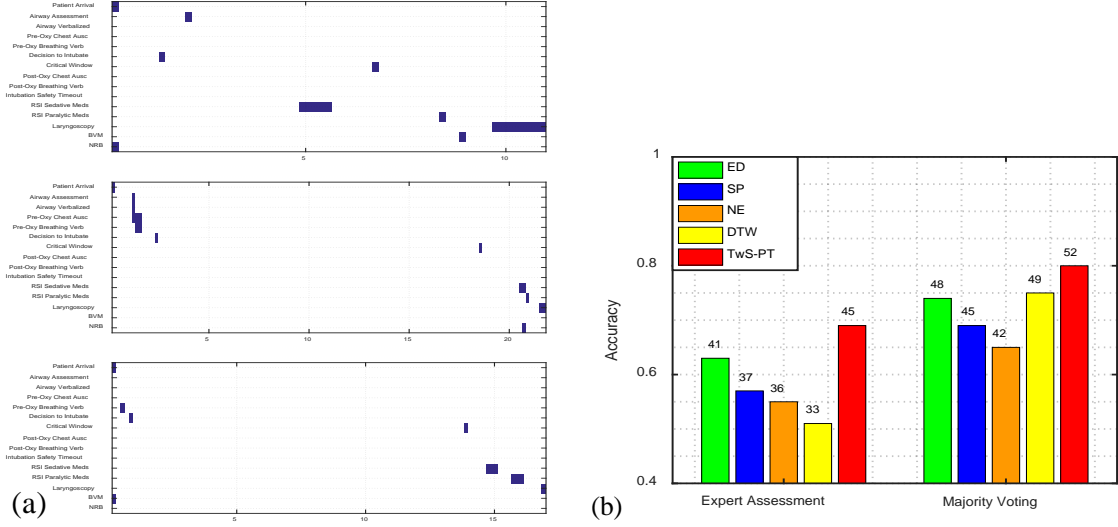 Patient Arrival
Airway Assessment
Airway Verbalized
Pre-Oxy Chest Ausc
Pre-Oxy Breathing Verb
Decision to Intubate
Critical Window
Post-Oxy Chest Ausc
Post-Oxy Breathing Verb
Intubation Safety Timeout
RSI Sedative Meds
RSI Paralytic Meds
Laryngoscopy
BVM
NRB
5 10
Patient Arrival
Airway Assessment
Airway Verbalized
Pre-Oxy Chest Ausc
Pre-Oxy Breathing Verb
Decision to Intubate
Critical Window
Post-Oxy Chest Ausc
Post-Oxy Breathing Verb
Intubation Safety Timeout
RSI Sedative Meds
RSI Paralytic Meds
Laryngoscopy
BVM
NRB
5 10 15 20
Patient Arrival
Airway Assessment
Airway Verbalized
Pre-Oxy Chest Ausc
Pre-Oxy Breathing Verb
Decision to Intubate
Critical Window
Post-Oxy Chest Ausc
Post-Oxy Breathing Verb
Intubation Safety Timeout
RSI Sedative Meds
RSI Paralytic Meds
Laryngoscopy
BVM
NRB
5 10 15
(a)
1
0.8
0.6
0.4
Accuracy
ED
SP
NE
DTW
TwS-PT
41 37 36 33 45
48 45 42 49 52
Expert Assessment Majority Voting
(b)